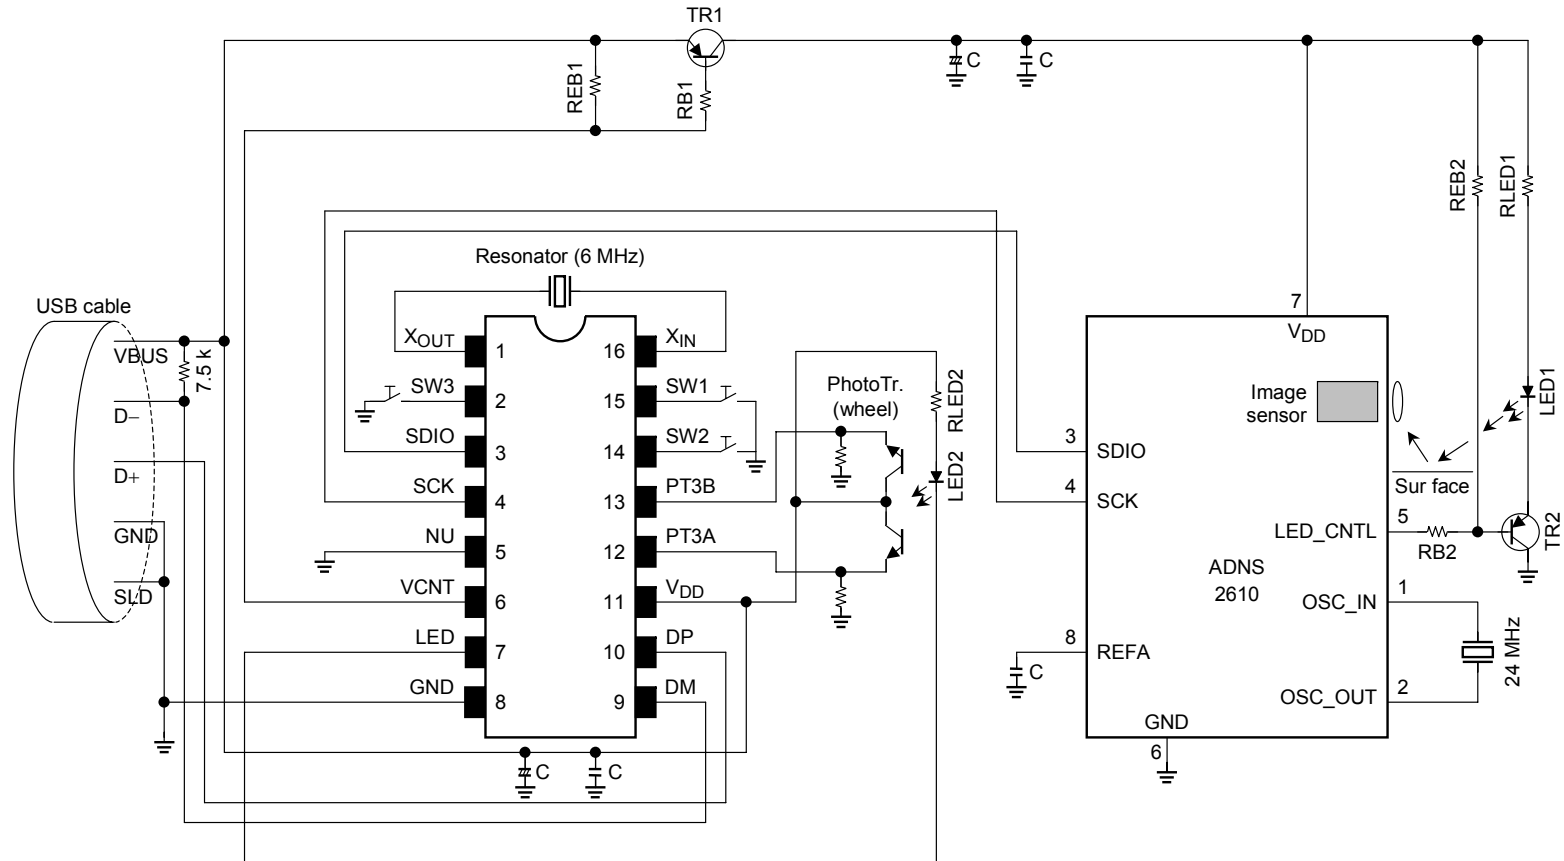 TR1
C
C
REB1
RB1
REB2
RLED1
Resonator (6 MHz)
USB cable
VBUS
7.5 k
D−
D+
GND
SLD
XOUT
1
16
XIN
SW3
2
15
SW1
SDIO
3
14
SW2
SCK
4
13
PT3B
NU
5
12
PT3A
VCNT
6
11
VDD
LED
7
10
DP
GND
8
9
DM
C
C
PhotoTr.
(wheel)
RLED2
LED2
7
VDD
Image
sensor
3
SDIO
4
SCK
LED_CNTL
5
RB2
ADNS
2610
OSC_IN
1
8
REFA
C
OSC_OUT
2
24 MHz
GND
6
LED1
Sur face
TR2